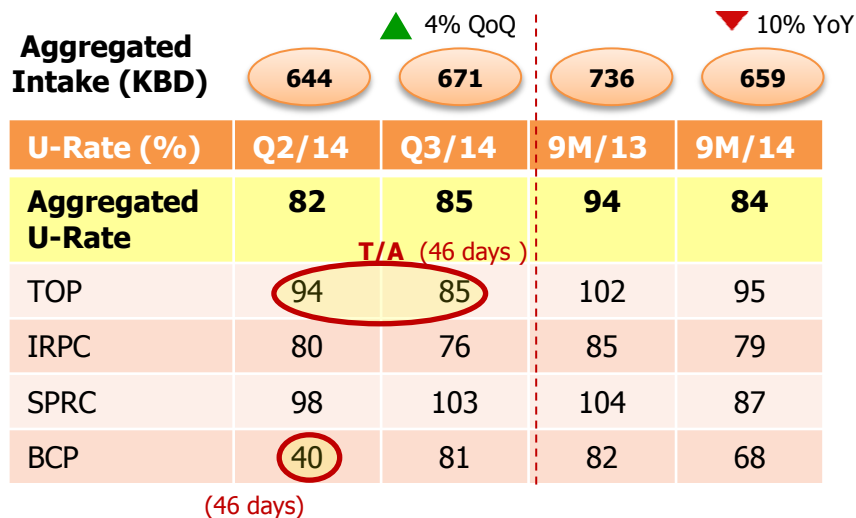 ▲ 4% QoQ ▼ 10% YoY
Aggregated
Intake (KBD) 644 671 736 659
U-Rate (%) Q2/14 Q3/14 9M/13 9M/14
Aggregated 82 85 94 84
U-Rate
T/A (46 days )
TOP 94 85 102 95
IRPC 80 76 85 79
SPRC 98 103 104 87
BCP 40 81 82 68
(46 days)